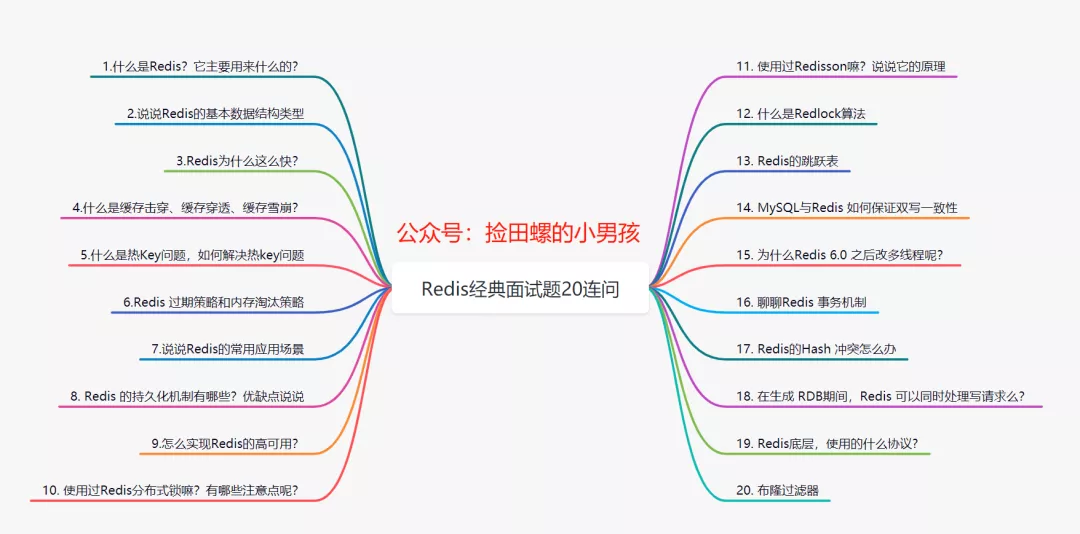 1.什么是Redis？它主要用来什么的？
2.说说Redis的基本数据结构类型
3.Redis为什么这么快？
4.什么是缓存击穿、缓存穿透、缓存雪崩？
5.什么是热Key问题，如何解决热key问题
6.Redis 过期策略和内存淘汰策略
7.说说Redis的常用应用场景
8. Redis 的持久化机制有哪些？优缺点说说
9.怎么实现Redis的高可用？
10. 使用过Redis分布式锁嘛？有哪些注意点呢？
公众号：捡田螺的小男孩
Redis经典面试题20连问
11. 使用过Redisson嘛？说说它的原理
12. 什么是Redlock算法
13. Redis的跳跃表
14. MySQL与Redis 如何保证双写一致性
15. 为什么Redis 6.0 之后改多线程呢？
16. 聊聊Redis 事务机制
17. Redis的Hash 冲突怎么办
18. 在生成 RDB期间，Redis 可以同时处理写请求么？
19. Redis底层，使用的什么协议？
20. 布隆过滤器